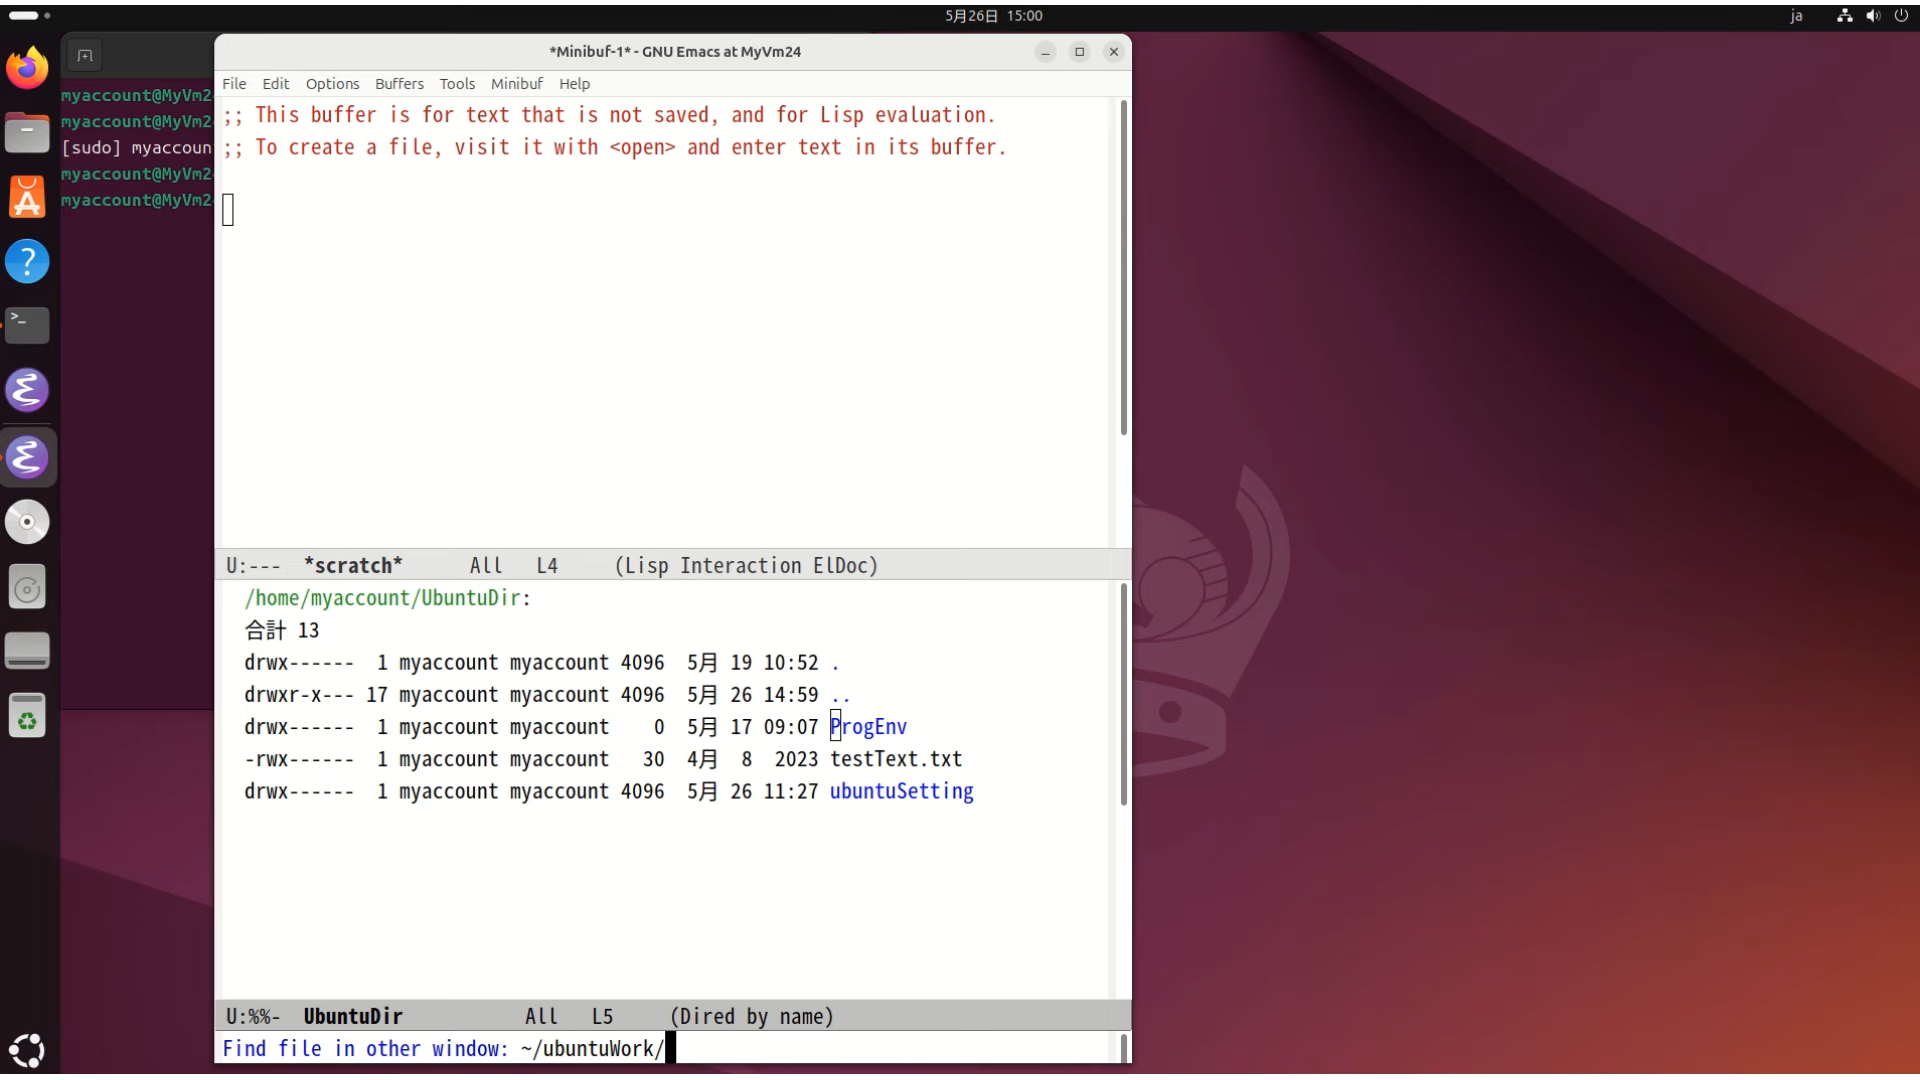 5月26日 15:00
ja
*Minibuf-1* - GNU Emacs at MyVm24
File Edit Options Buffers Tools Minibuf Help
myaccount@MyVm2
myaccount@MyVm2
[sudo] myaccoun
myaccount@MyVm2
myaccount@MyVm2
;; This buffer is for text that is not saved, and for Lisp evaluation.
;; To create a file, visit it with <open> and enter text in its buffer.
U:--- *scratch* All L4 (Lisp Interaction ElDoc)
/home/myaccount/UbuntuDir:
合計 13
drwx------ 1 myaccount myaccount 4096 5月 19 10:52 .
drwxr-x--- 17 myaccount myaccount 4096 5月 26 14:59 ..
drwx------ 1 myaccount myaccount 0 5月 17 09:07 ProgEnv
-rwx------ 1 myaccount myaccount 30 4月 8 2023 testText.txt
drwx------ 1 myaccount myaccount 4096 5月 26 11:27 ubuntuSetting
U:%%- UbuntuDir All L5 (Dired by name)
Find file in other window: ~/ubuntuWork/